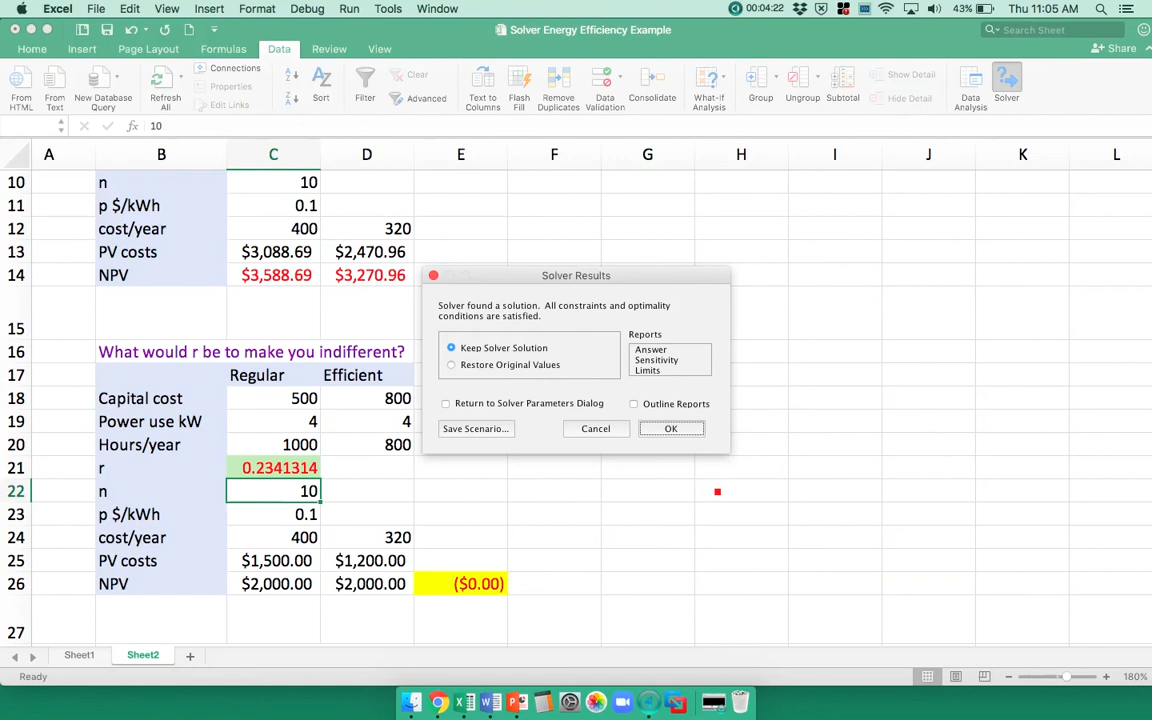 Excel File Edit View Insert Format Debug Run Tools Window 00:04:22 43% Thu 11:05 AM
Solver Energy Efficiency Example
Search Sheet
Home Insert Page Layout Formulas Data Review View
Share
Connections Clear Show Detail
Properties
Edit Links Advanced Hide Detail
From HTML From Text New Database Query Refresh All Sort Filter Text to Columns Flash Fill Remove Duplicates Data Validation Consolidate What-If Analysis Group Ungroup Subtotal Data Analysis Solver
fx 10
A B C D E F G H I J K L
10 n 10
11 p $/kWh 0.1
12 cost/year 400 320
13 PV costs $3,088.69 $2,470.96
14 NPV $3,588.69 $3,270.96
15
16 What would r be to make you indifferent?
17 Regular Efficient
18 Capital cost 500 800
19 Power use kW 4 4
20 Hours/year 1000 800
21 r 0.2341314
22 n 10
23 p $/kWh 0.1
24 cost/year 400 320
25 PV costs $1,500.00 $1,200.00
26 NPV $2,000.00 $2,000.00 ($0.00)
27
Solver Results
Solver found a solution. All constraints and optimality
conditions are satisfied.
Keep Solver Solution
Restore Original Values
Reports
Answer
Sensitivity
Limits
Return to Solver Parameters Dialog Outline Reports
Save Scenario... Cancel OK
Sheet1 Sheet2 +
Ready 180%